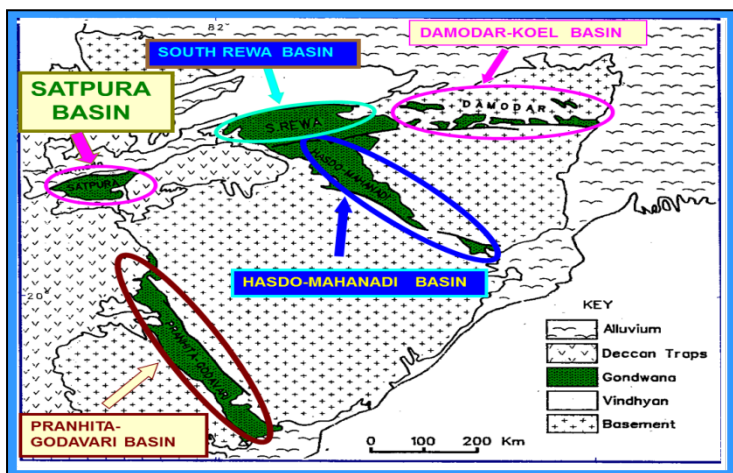 82°
SOUTH REWA BASIN
DAMODAR-KOEL BASIN
SATPURA
BASIN
DAMODAR
S.REWA
HASDO-MAHANADI
SATPURA
HASDO-MAHANADI BASIN
20°
PRANHITA-GODAVARI
KEY
Alluvium
Deccan Traps
Gondwana
Vindhyan
Basement
PRANHITA-
GODAVARI BASIN
0 100 200 Km